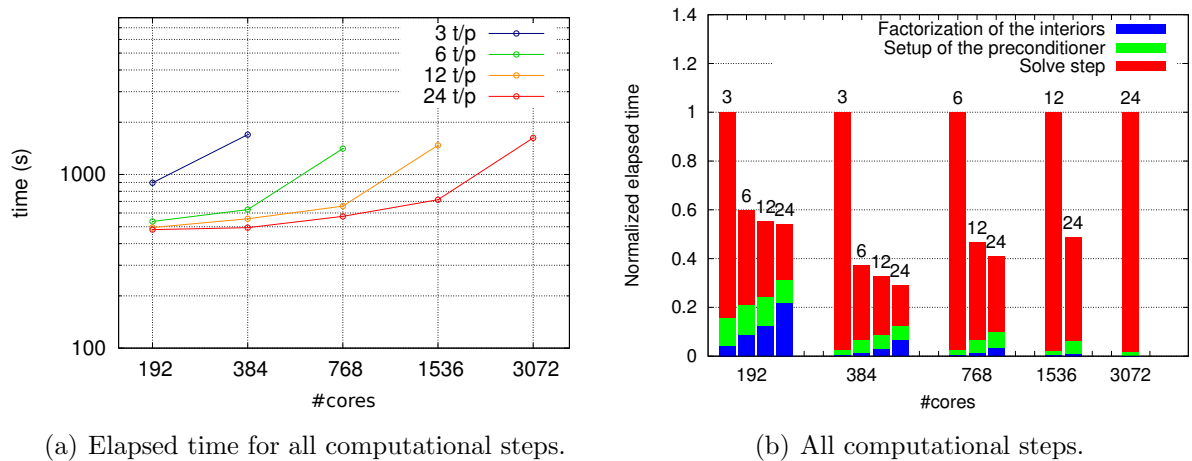 3 t/p
6 t/p
12 t/p
24 t/p
time (s)
1000
100
192 384 768 1536 3072
#cores
(a) Elapsed time for all computational steps.
Factorization of the interiors
Setup of the preconditioner
Solve step
Normalized elapsed time
1.4
1.2
1
0.8
0.6
0.4
0.2
0
3 6 12 24
3 6 12 24
6 12 24
12 24
24
192 384 768 1536 3072
#cores
(b) All computational steps.